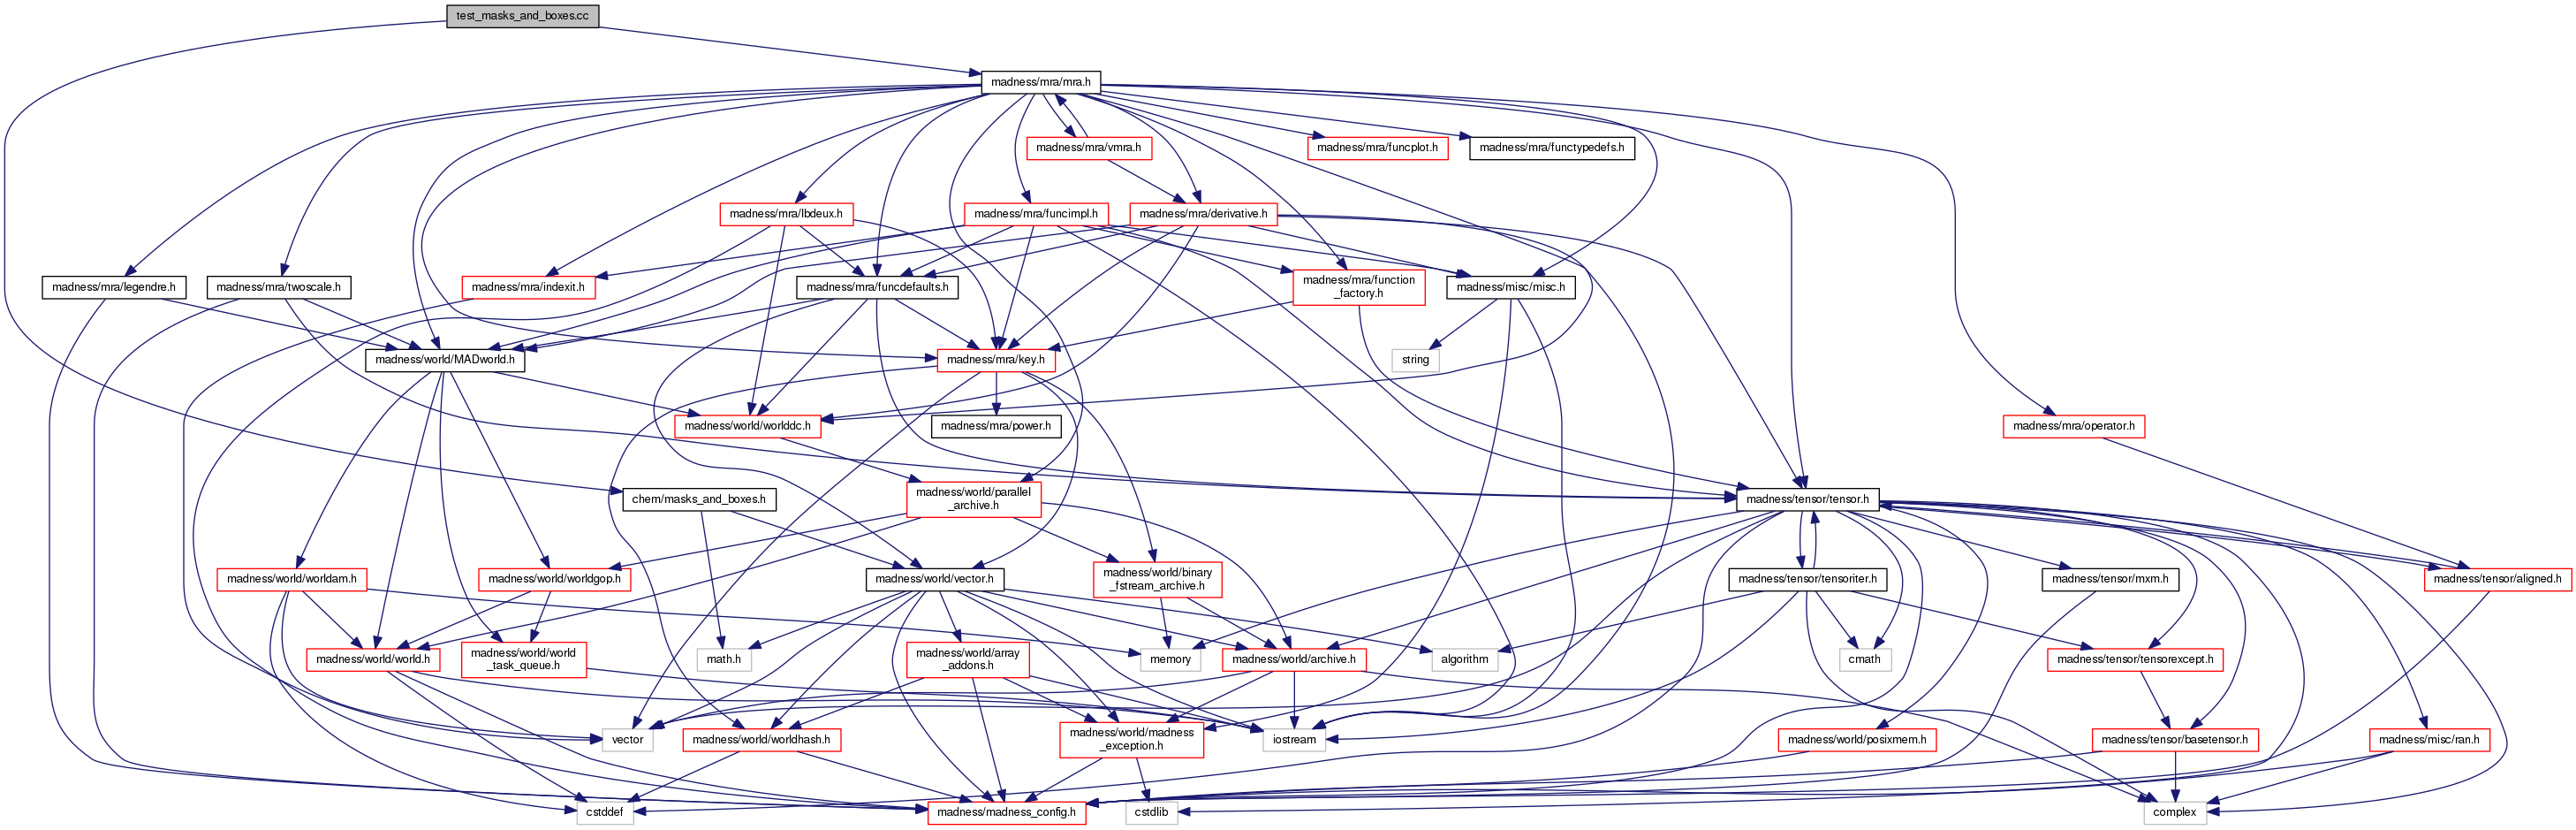 test_masks_and_boxes.cc
madness/mra/mra.h
madness/mra/vmra.h
madness/mra/funcplot.h
madness/mra/functypedefs.h
madness/mra/lbdeux.h
madness/mra/funcimpl.h
madness/mra/derivative.h
madness/mra/legendre.h
madness/mra/twoscale.h
madness/mra/indexit.h
madness/mra/funcdefaults.h
madness/mra/function
_factory.h
madness/misc/misc.h
madness/world/MADworld.h
madness/mra/key.h
string
madness/world/worlddc.h
madness/mra/power.h
madness/mra/operator.h
chem/masks_and_boxes.h
madness/world/parallel
_archive.h
madness/tensor/tensor.h
madness/world/worldam.h
madness/world/worldgop.h
madness/world/vector.h
madness/world/binary
_fstream_archive.h
madness/tensor/tensoriter.h
madness/tensor/mxm.h
madness/tensor/aligned.h
madness/world/world.h
madness/world/world
_task_queue.h
math.h
madness/world/array
_addons.h
memory
madness/world/archive.h
algorithm
cmath
madness/tensor/tensorexcept.h
vector
madness/world/worldhash.h
madness/world/madness
_exception.h
iostream
madness/world/posixmem.h
madness/tensor/basetensor.h
madness/misc/ran.h
cstddef
madness/madness_config.h
cstdlib
complex